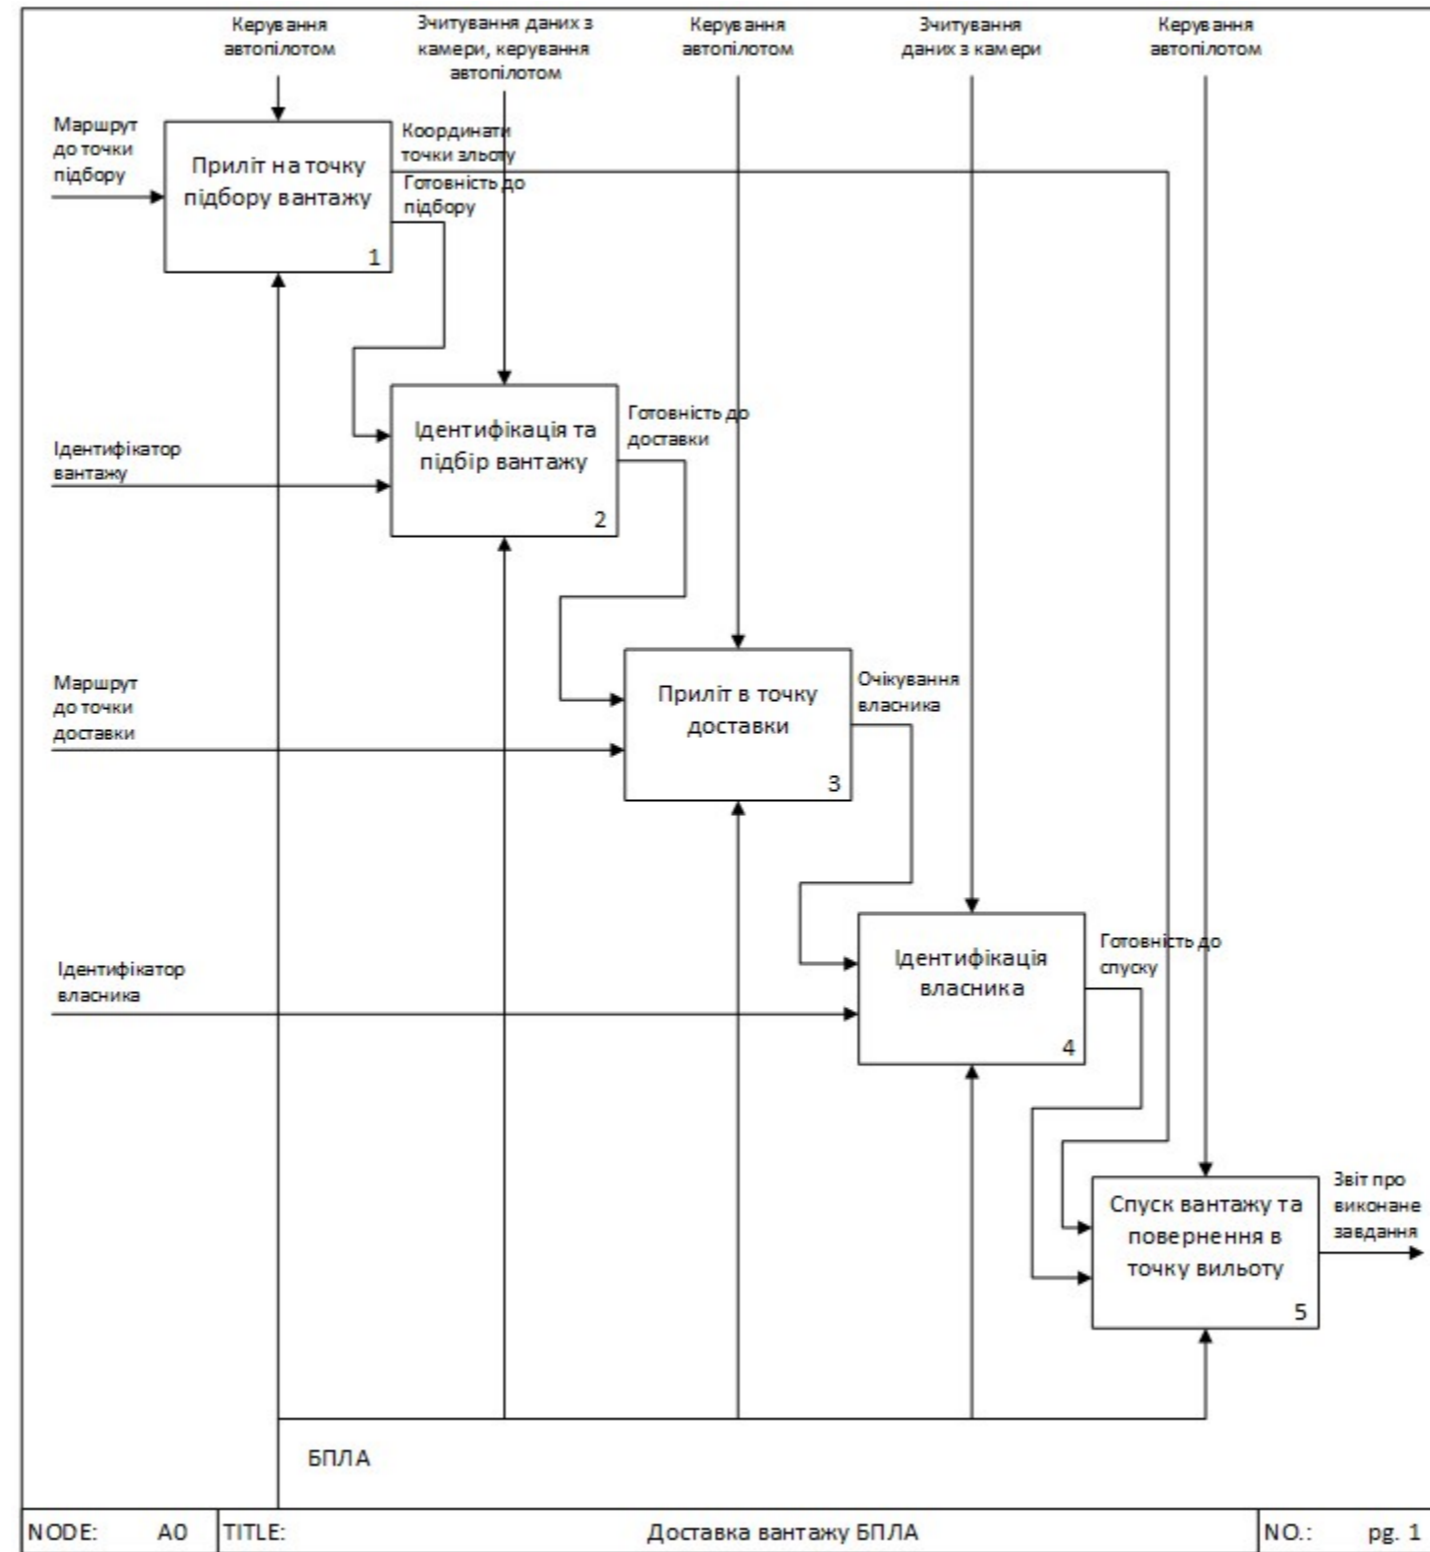 Керування
автопілотом
Зчитування даних з
камери, керування
автопілотом
Керування
автопілотом
Зчитування
даних з камери
Керування
автопілотом
Маршрут
до точки
підбору
Приліт на точку
підбору вантажу
1
Координати
точки зльоту
Готовність до
підбору
Ідентифікатор
вантажу
Ідентифікація та
підбір вантажу
2
Готовність до
доставки
Маршрут
до точки
доставки
Приліт в точку
доставки
3
Очікування
власника
Ідентифікатор
власника
Ідентифікація
власника
4
Готовність до
спуску
Спуск вантажу та
повернення в
точку вильоту
5
Звіт про
виконане
завдання
БПЛА
NODE: A0 TITLE: Доставка вантажу БПЛА NO.: pg. 1